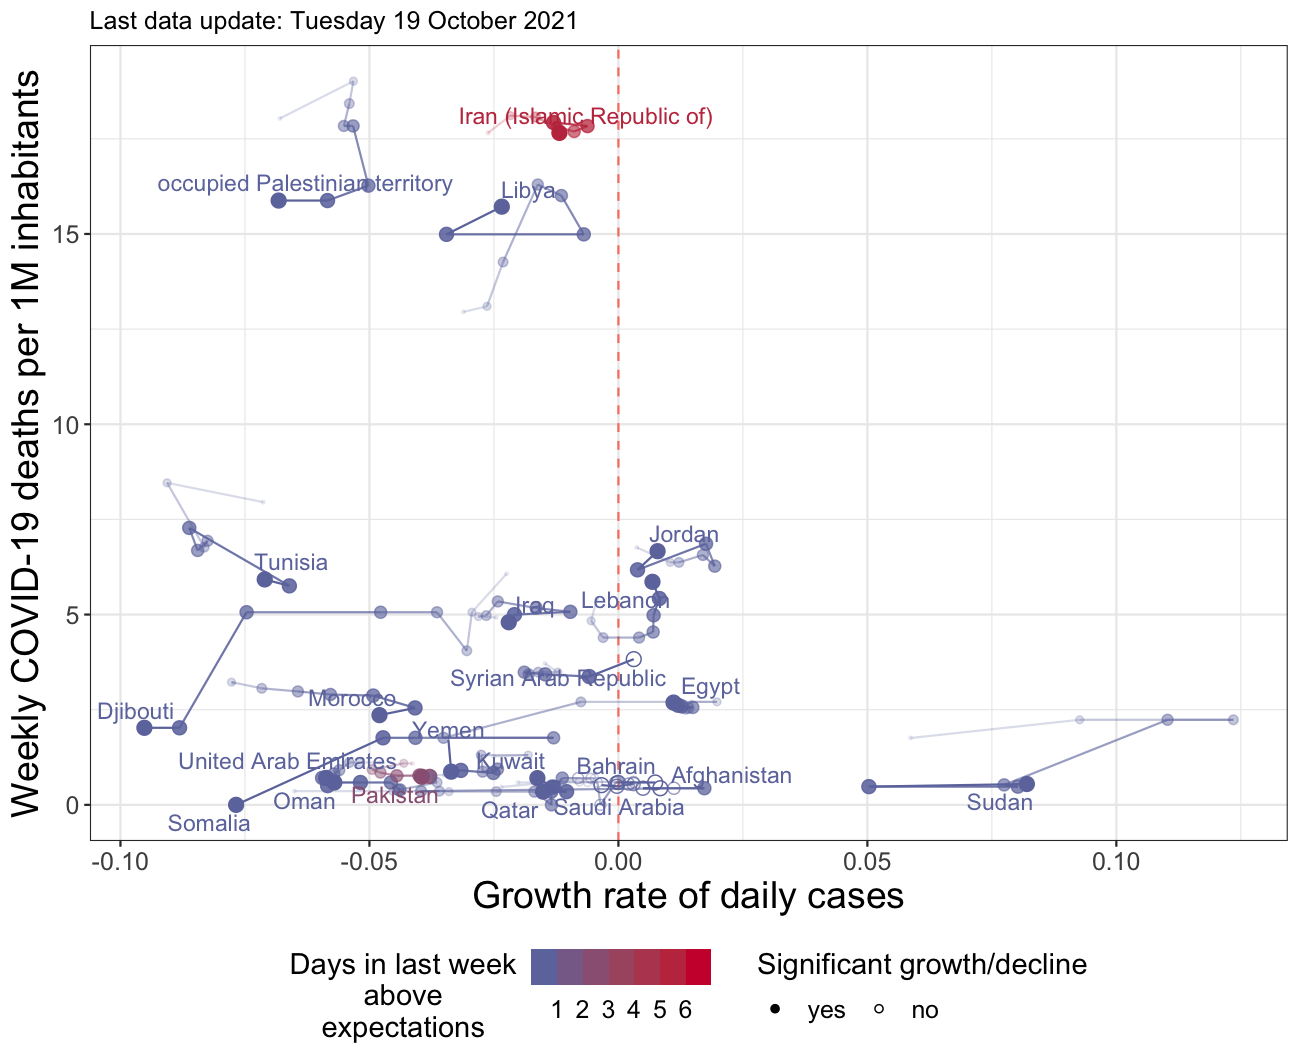 Last data update: Tuesday 19 October 2021
Weekly COVID-19 deaths per 1M inhabitants
15
10
5
0
Iran (Islamic Republic of)
occupied Palestinian territory
Libya
Jordan
Tunisia
Lebanon
Iraq
Syrian Arab Republic
Egypt
Morocco
Djibouti
Yemen
United Arab Emirates
Kuwait
Bahrain
Afghanistan
Oman
Pakistan
Qatar
Saudi Arabia
Sudan
Somalia
-0.10 -0.05 0.00 0.05 0.10
Growth rate of daily cases
Days in last week
above
expectations
1 2 3 4 5 6
Significant growth/decline
yes no